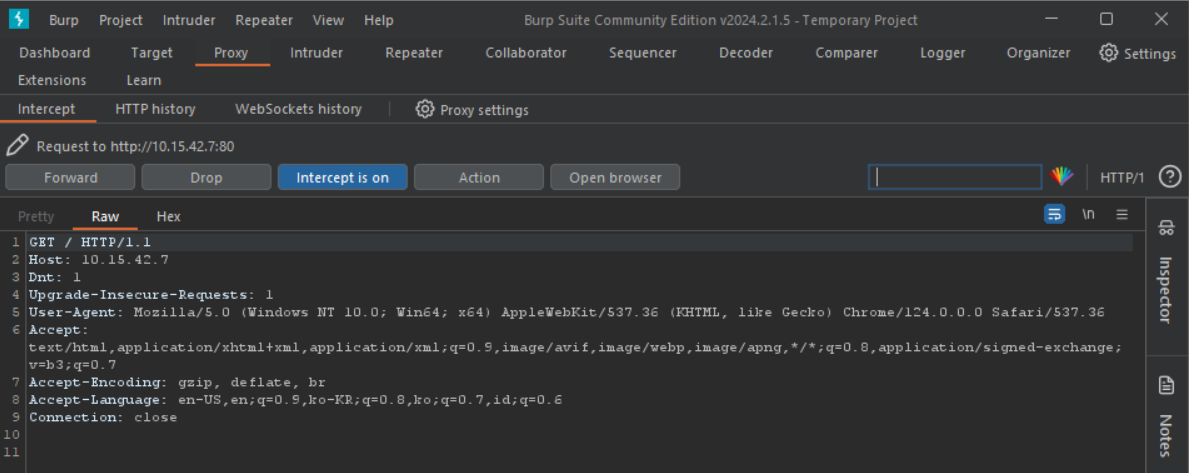 Burp Project Intruder Repeater View Help Burp Suite Community Edition v2024.2.1.5 - Temporary Project
Dashboard Target Proxy Intruder Repeater Collaborator Sequencer Decoder Comparer Logger Organizer Settings
Extensions Learn
Intercept HTTP history WebSockets history Proxy settings
Request to http://10.15.42.7:80
Forward Drop Intercept is on Action Open browser HTTP/1
Pretty Raw Hex \n
1 GET / HTTP/1.1
2 Host: 10.15.42.7
3 Dnt: 1
4 Upgrade-Insecure-Requests: 1
5 User-Agent: Mozilla/5.0 (Windows NT 10.0; Win64; x64) AppleWebKit/537.36 (KHTML, like Gecko) Chrome/124.0.0.0 Safari/537.36
6 Accept:
text/html,application/xhtml+xml,application/xml;q=0.9,image/avif,image/webp,image/apng,*/*;q=0.8,application/signed-exchange;
v=b3;q=0.7
7 Accept-Encoding: gzip, deflate, br
8 Accept-Language: en-US,en;q=0.9,ko-KR;q=0.8,ko;q=0.7,id;q=0.6
9 Connection: close
10
11
Inspector
Notes